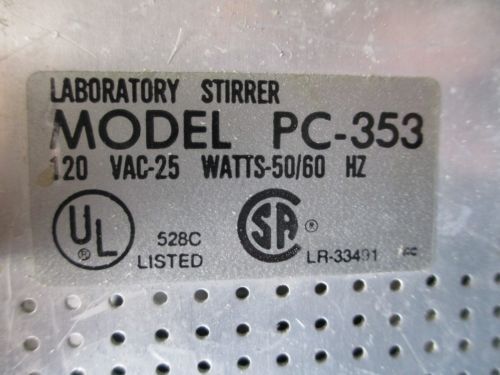 LABORATORY STIRRER
MODEL PC-353
120 VAC-25 WATTS-50/60 HZ
UL ® 528C LISTED
SA ® LR-33491